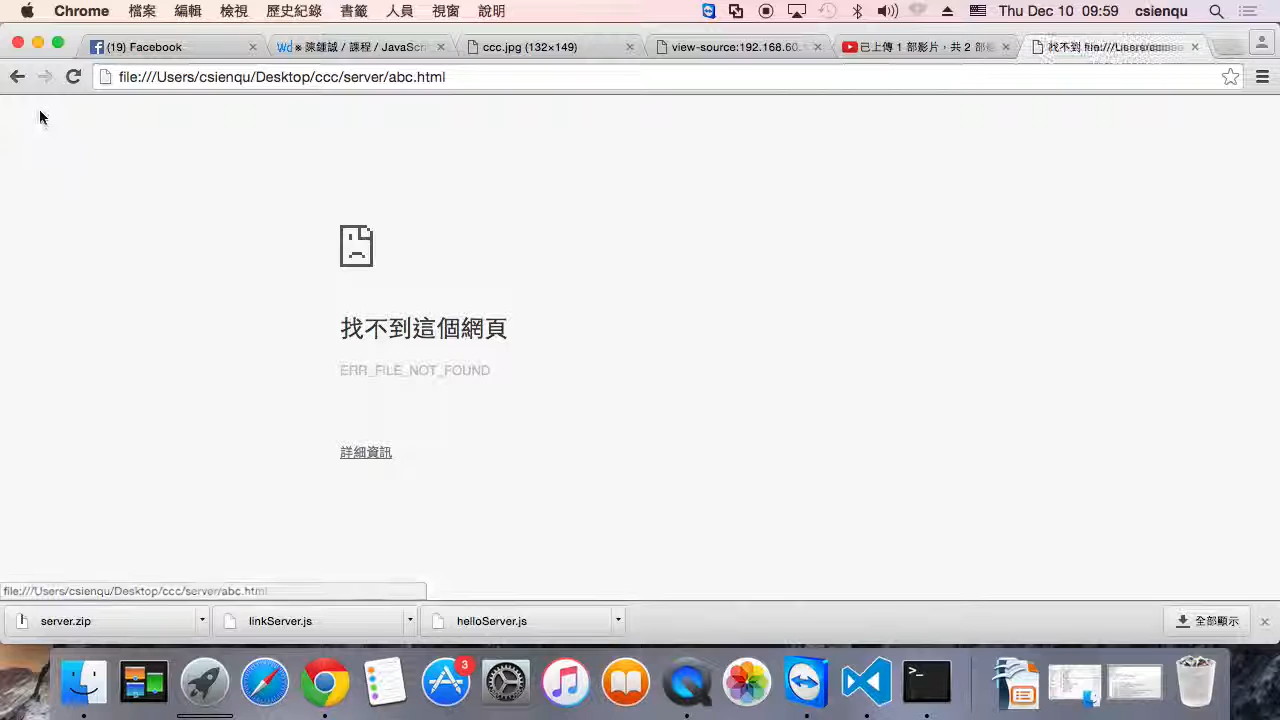 Chrome 檔案 編輯 檢視 歷史紀錄 書籤 人員 視窗 說明 Thu Dec 10 09:59 csienqu
(19) Facebook
陳鍾誠 / 課程 / JavaScri
ccc.jpg (132×149)
view-source:192.168.60.
已上傳 1 部影片，共 2 部
找不到 file:///Users/
file:///Users/csienqu/Desktop/ccc/server/abc.html
找不到這個網頁
ERR_FILE_NOT_FOUND
詳細資訊
file:///Users/csienqu/Desktop/ccc/server/abc.html
server.zip
linkServer.js
helloServer.js
全部顯示
3